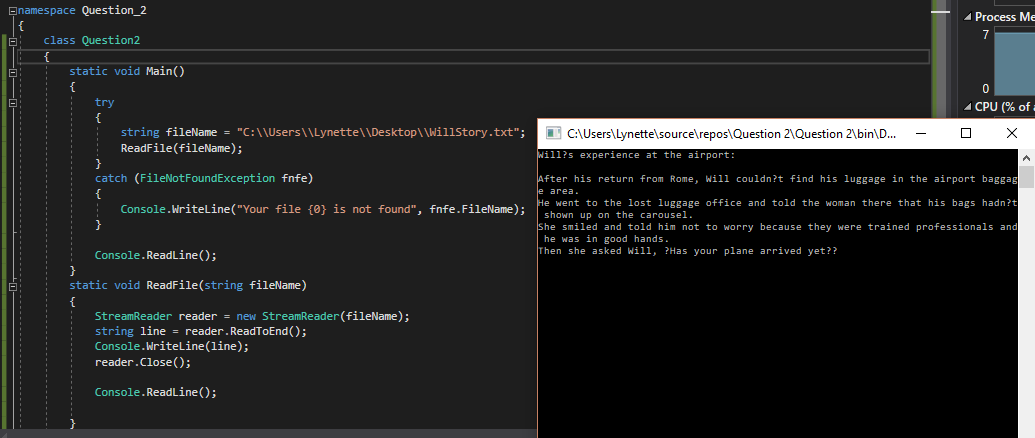 namespace Question_2
{
class Question2
{
static void Main()
{
try
{
string fileName = "C:\\Users\\Lynette\\Desktop\\WillStory.txt";
ReadFile(fileName);
}
catch (FileNotFoundException fnfe)
{
Console.WriteLine("Your file {0} is not found", fnfe.FileName);
}
Console.ReadLine();
}
static void ReadFile(string fileName)
{
StreamReader reader = new StreamReader(fileName);
string line = reader.ReadToEnd();
Console.WriteLine(line);
reader.Close();
Console.ReadLine();
}
Process Me
7
0
CPU (% of a
C:\Users\Lynette\source\repos\Question 2\Question 2\bin\D...
Will?s experience at the airport:
After his return from Rome, Will couldn?t find his luggage in the airport baggag
e area.
He went to the lost luggage office and told the woman there that his bags hadn?t
shown up on the carousel.
She smiled and told him not to worry because they were trained professionals and
he was in good hands.
Then she asked Will, ?Has your plane arrived yet??